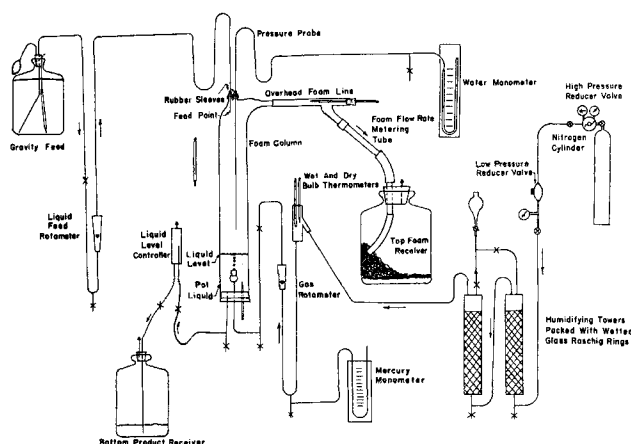 Pressure Probe
Water Manometer
High Pressure
Reducer Valve
Rubber Sleeves
Overhead Foam Line
Feed Point
Foam Flow Rate
Metering
Tube
Nitrogen
Cylinder
Gravity Feed
Foam Column
Low Pressure
Reducer Valve
Wet And Dry
Bulb Thermometers
Liquid
Feed Rotameter
Liquid
Level
Controller
Liquid
Level
Top Foam
Receiver
Pot
Liquid
Gas
Rotameter
Humidifying Towers
Packed With Wetted
Glass Raschig Rings
Mercury
Manometer
Bottom Product Receiver